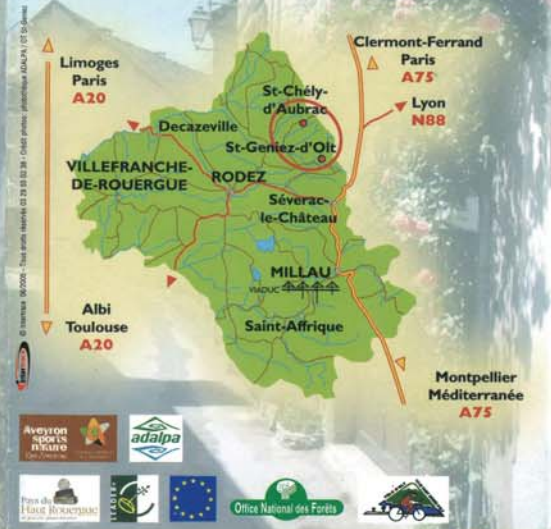 Limoges
Paris
A20
Clermont-Ferrand
Paris
A75
Lyon
N88
St-Chély-
d'Aubrac
Decazeville
St-Geniez-d'Olt
VILLEFRANCHE-
DE-ROUERGUE
RODEZ
Séverac-
le-Château
MILLAU
VIADUC
Saint-Affrique
Albi
Toulouse
A20
Montpellier
Méditerranée
A75
Aveyron
sports
nature
adalpa
Pays du
Haut Rouergue
LEADER+
Office National des Forêts